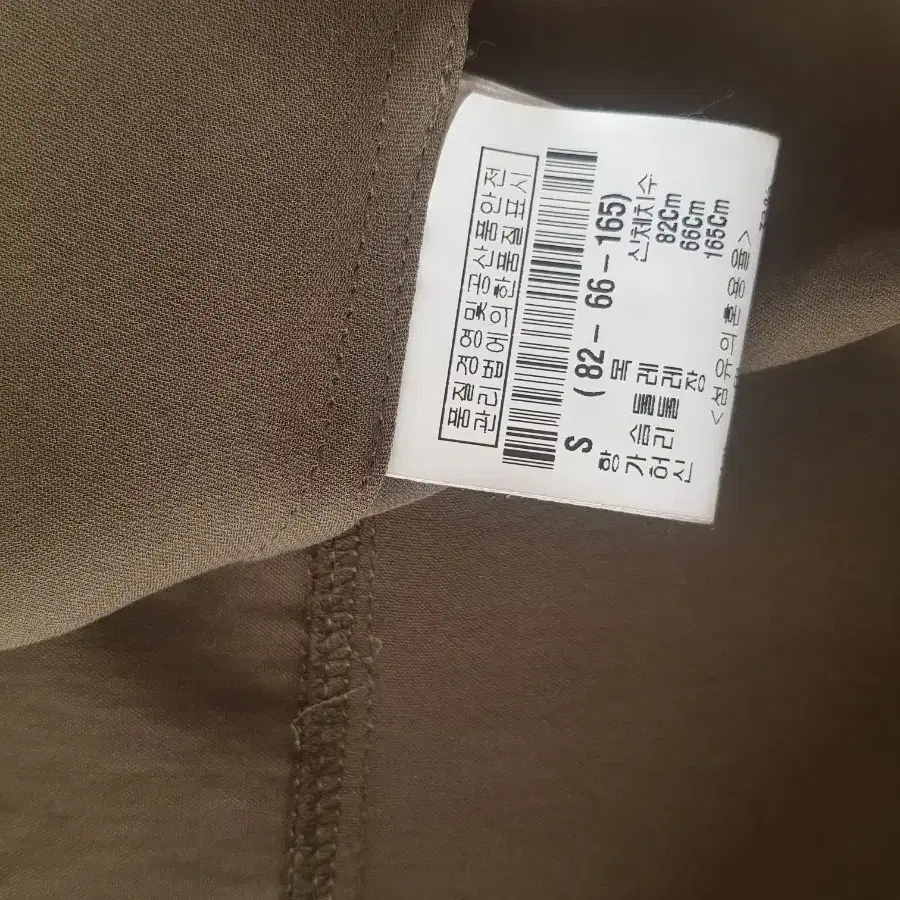 품질경영및공산품안전
관리법에의한품질표시
S (82-66-165)
항 목 신체치수
가슴둘레 82Cm
허리둘레 66Cm
신 장 165Cm
<섬유의혼용율>